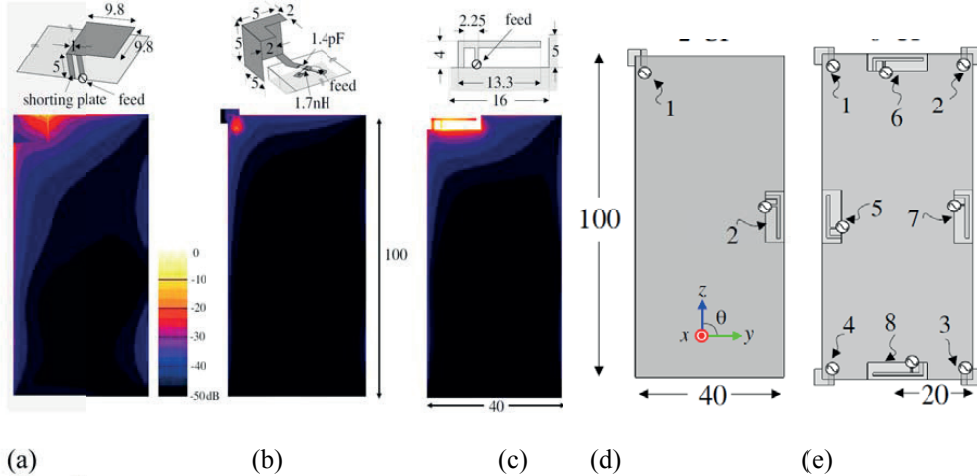 9.8
9.8
1
5
shorting plate
feed
5
2
5
2
5
1.4pF
feed
1.7nH
2.25
feed
4
5
13.3
16
0
-10
-20
-30
-40
-50dB
100
40
1
2
100
z
θ
x
y
40
1
6
2
5
7
4
8
3
20
(a)
(b)
(c)
(d)
(e)